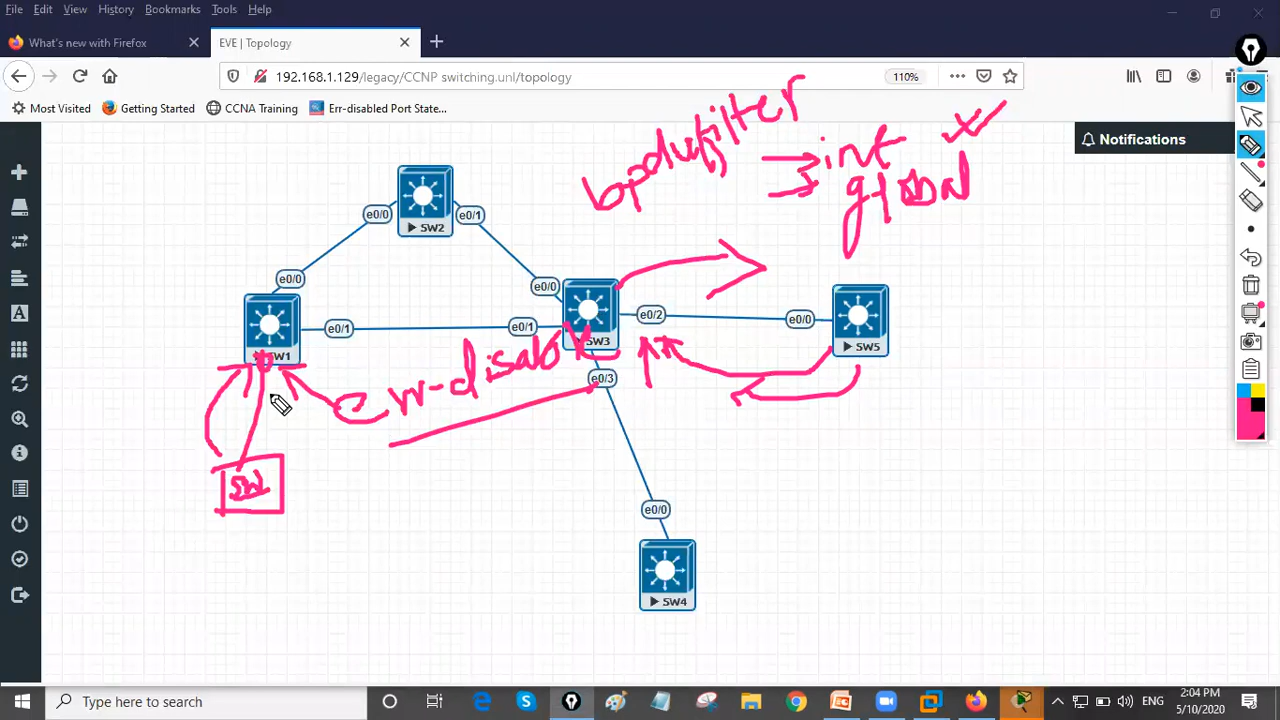 File Edit View History Bookmarks Tools Help
What's new with Firefox
EVE | Topology
192.168.1.129/legacy/CCNP switching.unl/topology
110%
Most Visited
Getting Started
CCNA Training
Err-disabled Port State...
Notifications
bpdufilter
int
global
SW2
e0/0
e0/1
e0/0
e0/0
SW1
e0/1
e0/1
SW3
e0/2
e0/0
SW5
err-disable
e0/3
SW
e0/0
SW4
Type here to search
ENG
2:04 PM
5/10/2020